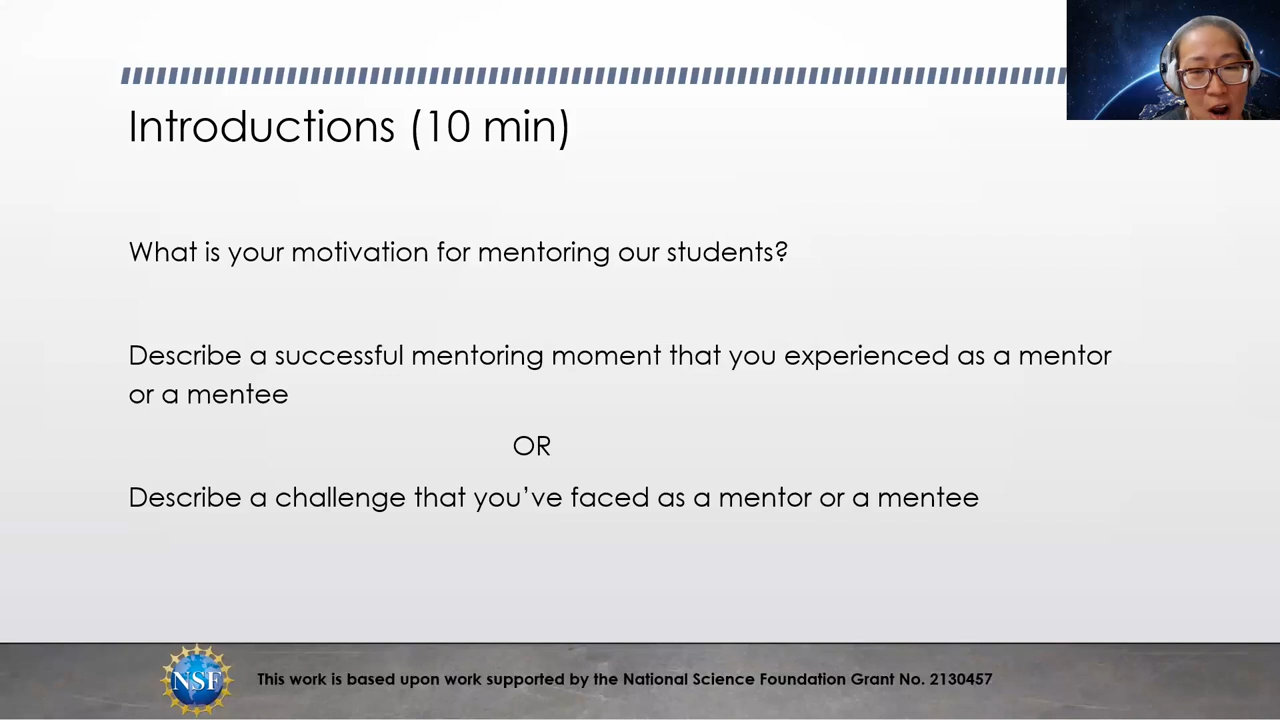 Introductions (10 min)
What is your motivation for mentoring our students?
Describe a successful mentoring moment that you experienced as a mentor
or a mentee
OR
Describe a challenge that you’ve faced as a mentor or a mentee
NSF
This work is based upon work supported by the National Science Foundation Grant No. 2130457